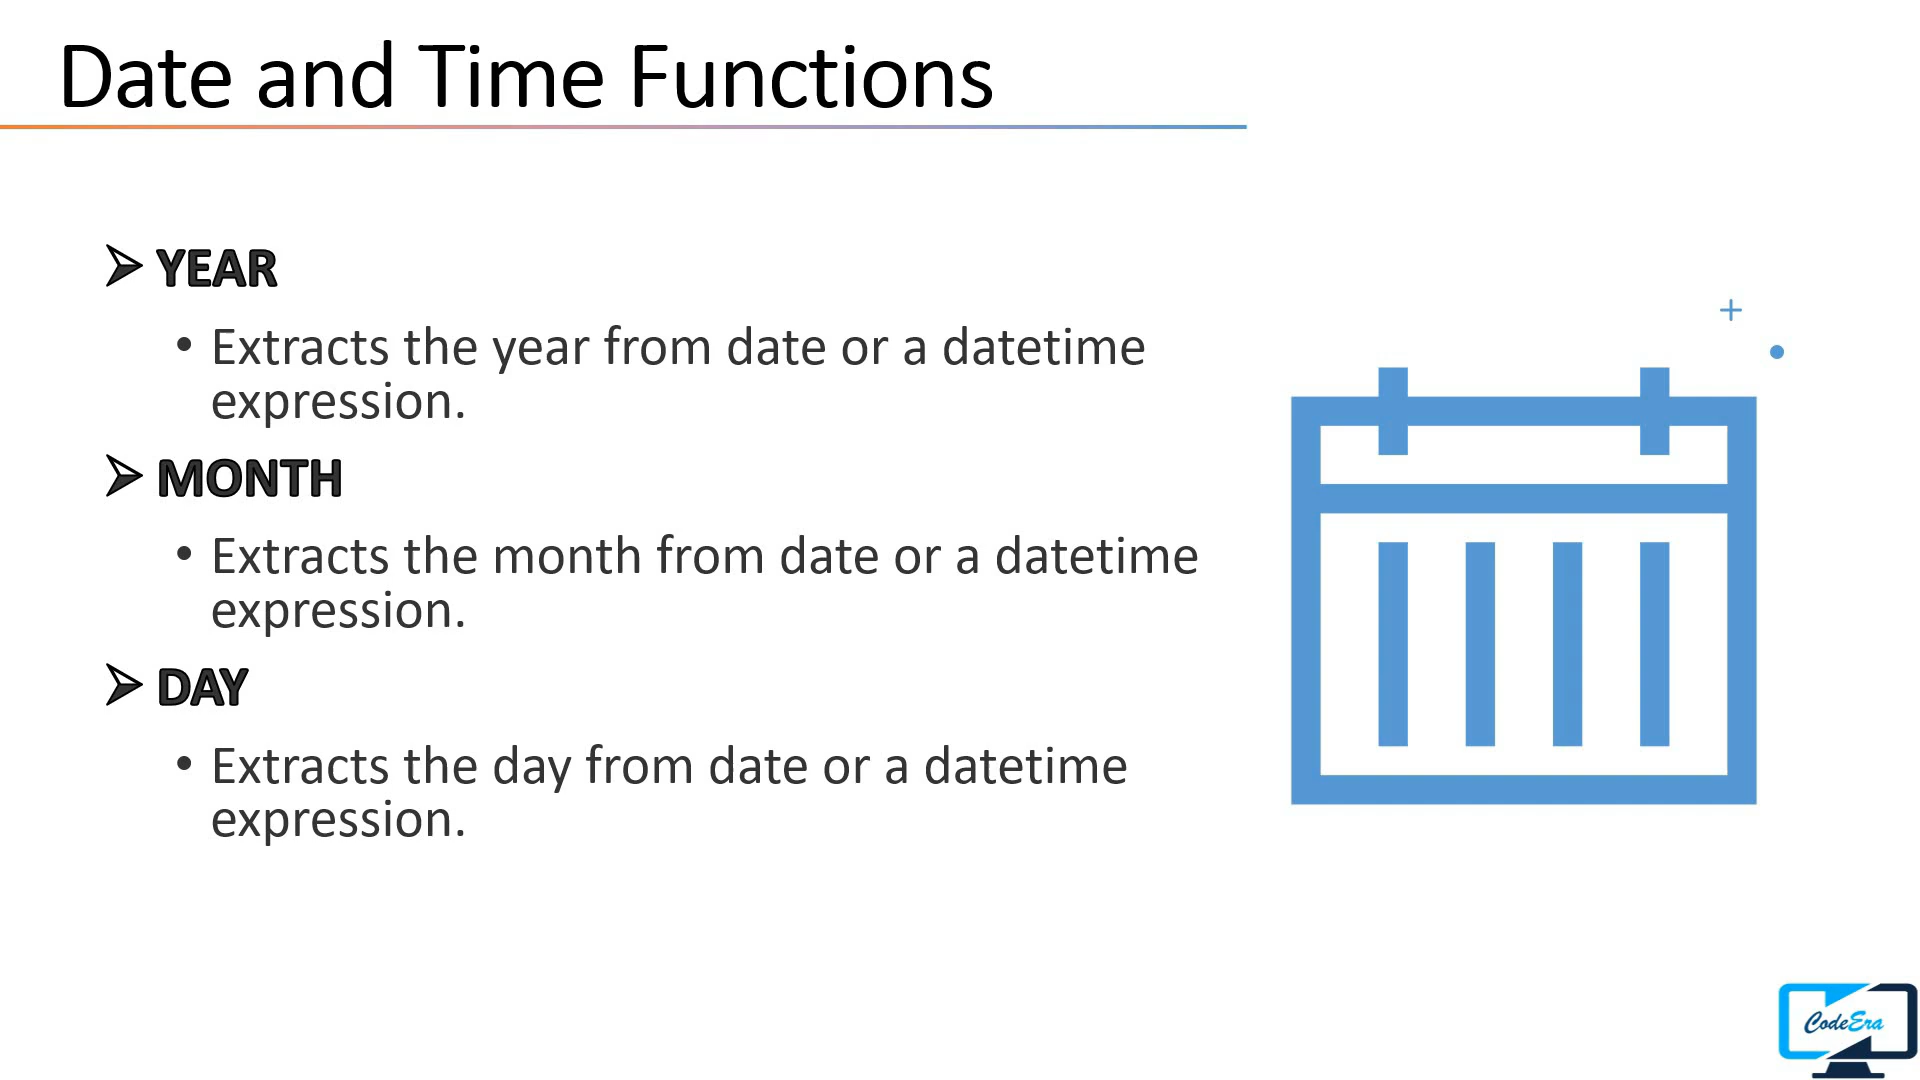 Date and Time Functions
YEAR
• Extracts the year from date or a datetime
expression.
MONTH
• Extracts the month from date or a datetime
expression.
DAY
• Extracts the day from date or a datetime
expression.
CodeEra